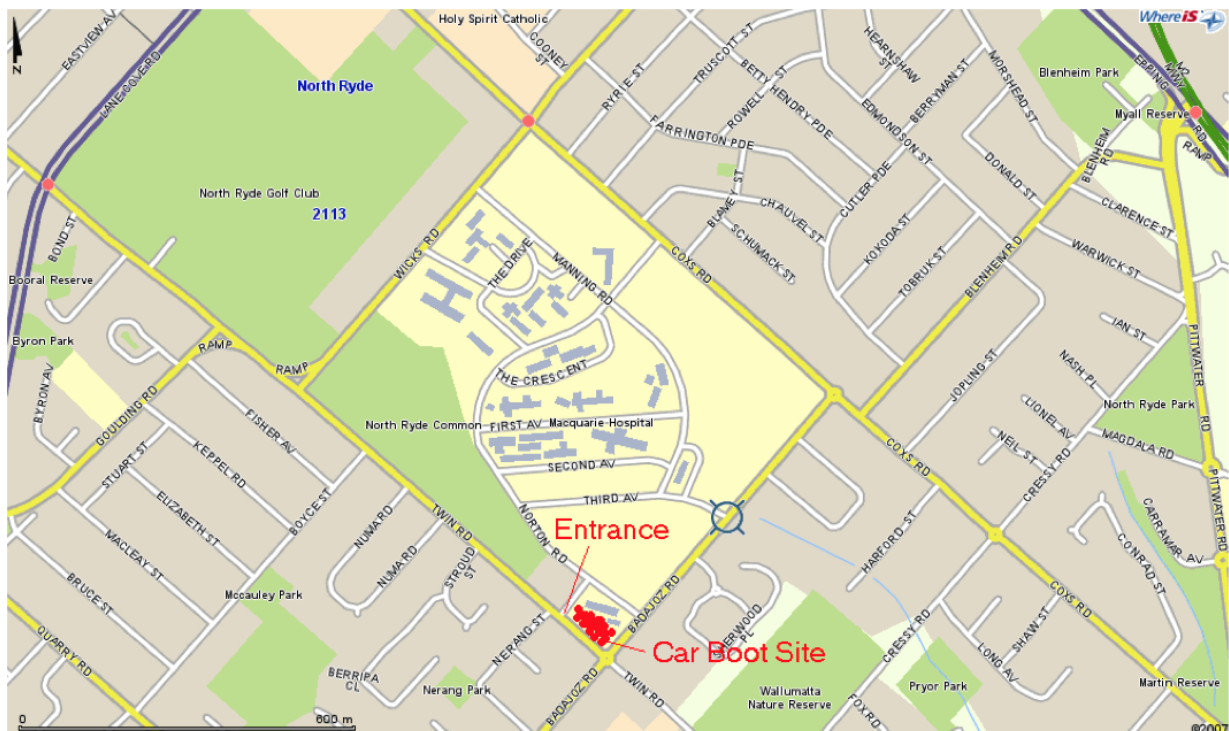 Holy Spirit Catholic
WhereiS
EASTVIEW AV
LANE COVE RD
COONEY ST
RYRIE ST
TRUSCOTT ST
HEARNSHAW ST
MORSHEAD ST
EPPING RD
M2 MWY
N
North Ryde
BETTY HENDRY PDE
ROWELL ST
BERRYMAN ST
Blenheim Park
Myall Reserve
RAMP
FARRINGTON PDE
EDMONDSON ST
BLENHEIM RD
North Ryde Golf Club
2113
BLAMEY ST
CUTLER PDE
DONALD ST
CLARENCE ST
BOND ST
WICKS RD
THE DRIVE
MANNING RD
COXS RD
SCHUMACK ST
CHAUVEL ST
KOKODA ST
TOBRUK ST
BLENHEIM RD
WARWICK ST
Booral Reserve
Byron Park
RAMP
RAMP
THE CRESCENT
IAN ST
PITTWATER RD
BYRON AV
GOULDING RD
FISHER AV
NASH PL
JOPLING ST
LIONEL AV
North Ryde Park
North Ryde Common
FIRST AV
Macquarie Hospital
NEIL ST
MAGDALA RD
STUART ST
KEPPEL RD
SECOND AV
COXS RD
CRESSY RD
ELIZABETH ST
BOYCE ST
NUMA RD
TWIN RD
THIRD AV
PITTWATER RD
CARRAMAR AV
MACLEAY ST
NUMA RD
STROUD ST
NORTON RD
Entrance
HARFORD ST
CONRAD ST
BRUCE ST
Mccauley Park
BADAJOZ RD
COXS RD
QUARRY RD
NERANG ST
Car Boot Site
CRESSY RD
SHAW ST
LONG AV
BERRIPA CL
Nerang Park
TWIN RD
Wallumatta
Nature Reserve
Pryor Park
Martin Reserve
BADAJOZ RD
FOX RD
0
600 m
©2007